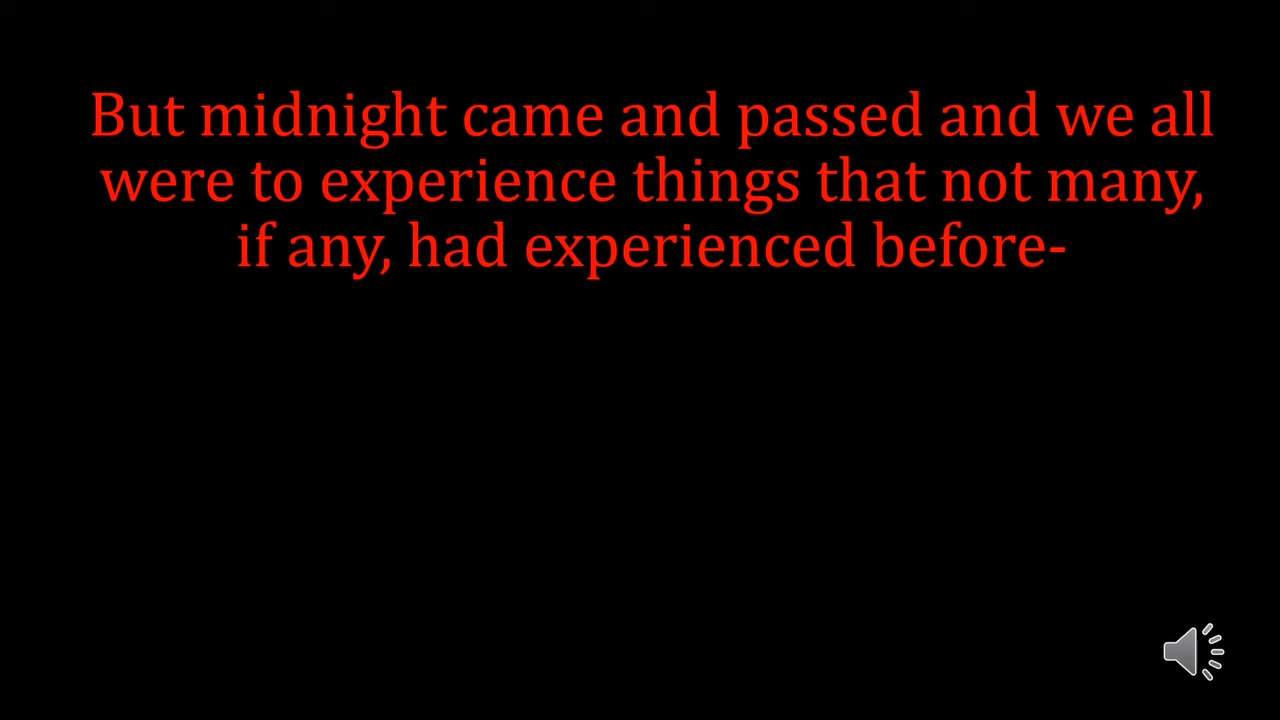 But midnight came and passed and we all
were to experience things that not many,
if any, had experienced before-